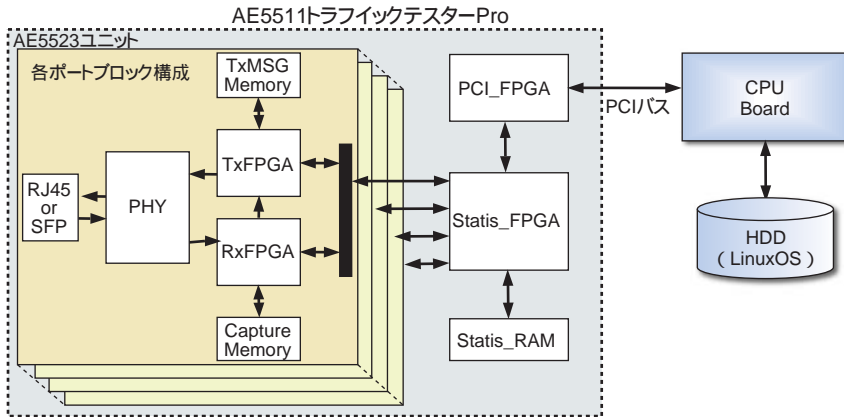 AE5511トラフイックテスターPro
AE5523ユニット
各ポートブロック構成
TxMSG
Memory
TxFPGA
RJ45
or
SFP
PHY
RxFPGA
Capture
Memory
PCI_FPGA
Statis_FPGA
Statis_RAM
PCIバス
CPU
Board
HDD
（LinuxOS）